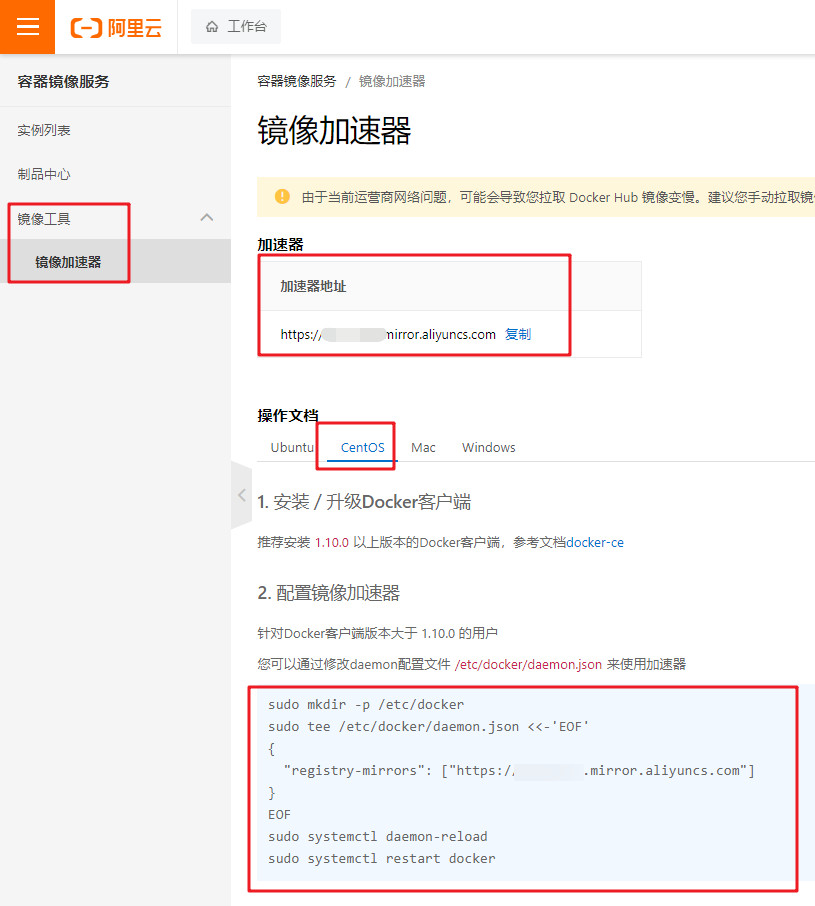 阿里云
工作台
容器镜像服务
实例列表
制品中心
镜像工具
镜像加速器
容器镜像服务 / 镜像加速器
镜像加速器
由于当前运营商网络问题，可能会导致您拉取 Docker Hub 镜像变慢。建议您手动拉取镜
加速器
加速器地址
https://mirror.aliyuncs.com 复制
操作文档
Ubuntu CentOS Mac Windows
1. 安装 / 升级Docker客户端
推荐安装 1.10.0 以上版本的Docker客户端，参考文档docker-ce
2. 配置镜像加速器
针对Docker客户端版本大于 1.10.0 的用户
您可以通过修改daemon配置文件 /etc/docker/daemon.json 来使用加速器
sudo mkdir -p /etc/docker
sudo tee /etc/docker/daemon.json <<-'EOF'
{
"registry-mirrors": ["https://.mirror.aliyuncs.com"]
}
EOF
sudo systemctl daemon-reload
sudo systemctl restart docker